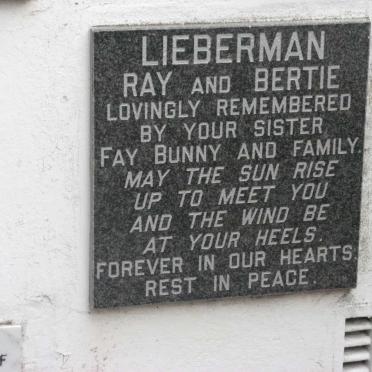 LIEBERMAN
RAY AND BERTIE
LOVINGLY REMEMBERED
BY YOUR SISTER
FAY BUNNY AND FAMILY.
MAY THE SUN RISE
UP TO MEET YOU
AND THE WIND BE
AT YOUR HEELS.
FOREVER IN OUR HEARTS.
REST IN PEACE.